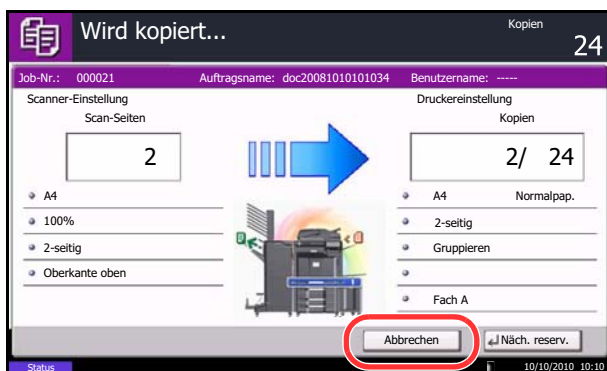 Wird kopiert...
Kopien
24
Job-Nr.: 000021 Auftragsname: doc20081010101034 Benutzername: -----
Scanner-Einstellung
Scan-Seiten
2
A4
100%
2-seitig
Oberkante oben
Druckereinstellung
Kopien
2/ 24
A4 Normalpap.
2-seitig
Gruppieren
Fach A
Abbrechen
Näch. reserv.
Status
10/10/2010 10:10